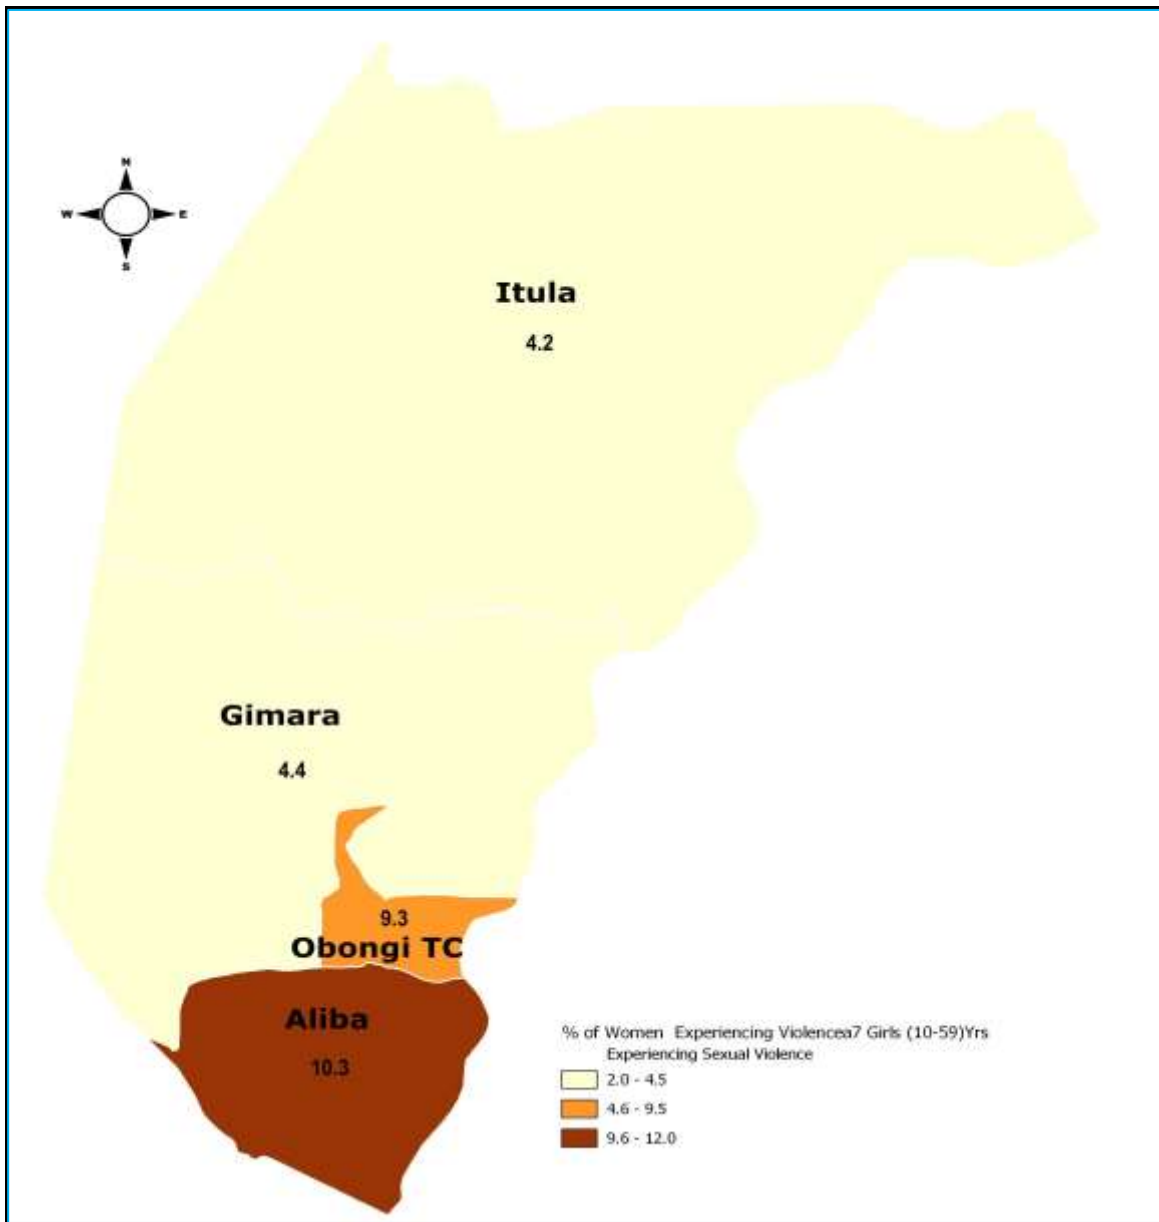 N
W E
S
Itula
4.2
Gimara
4.4
9.3
Obongi TC
Aliba
10.3
% of Women Experiencing Violencea7 Girls (10-59)Yrs
Experiencing Sexual Violence
2.0 - 4.5
4.6 - 9.5
9.6 - 12.0